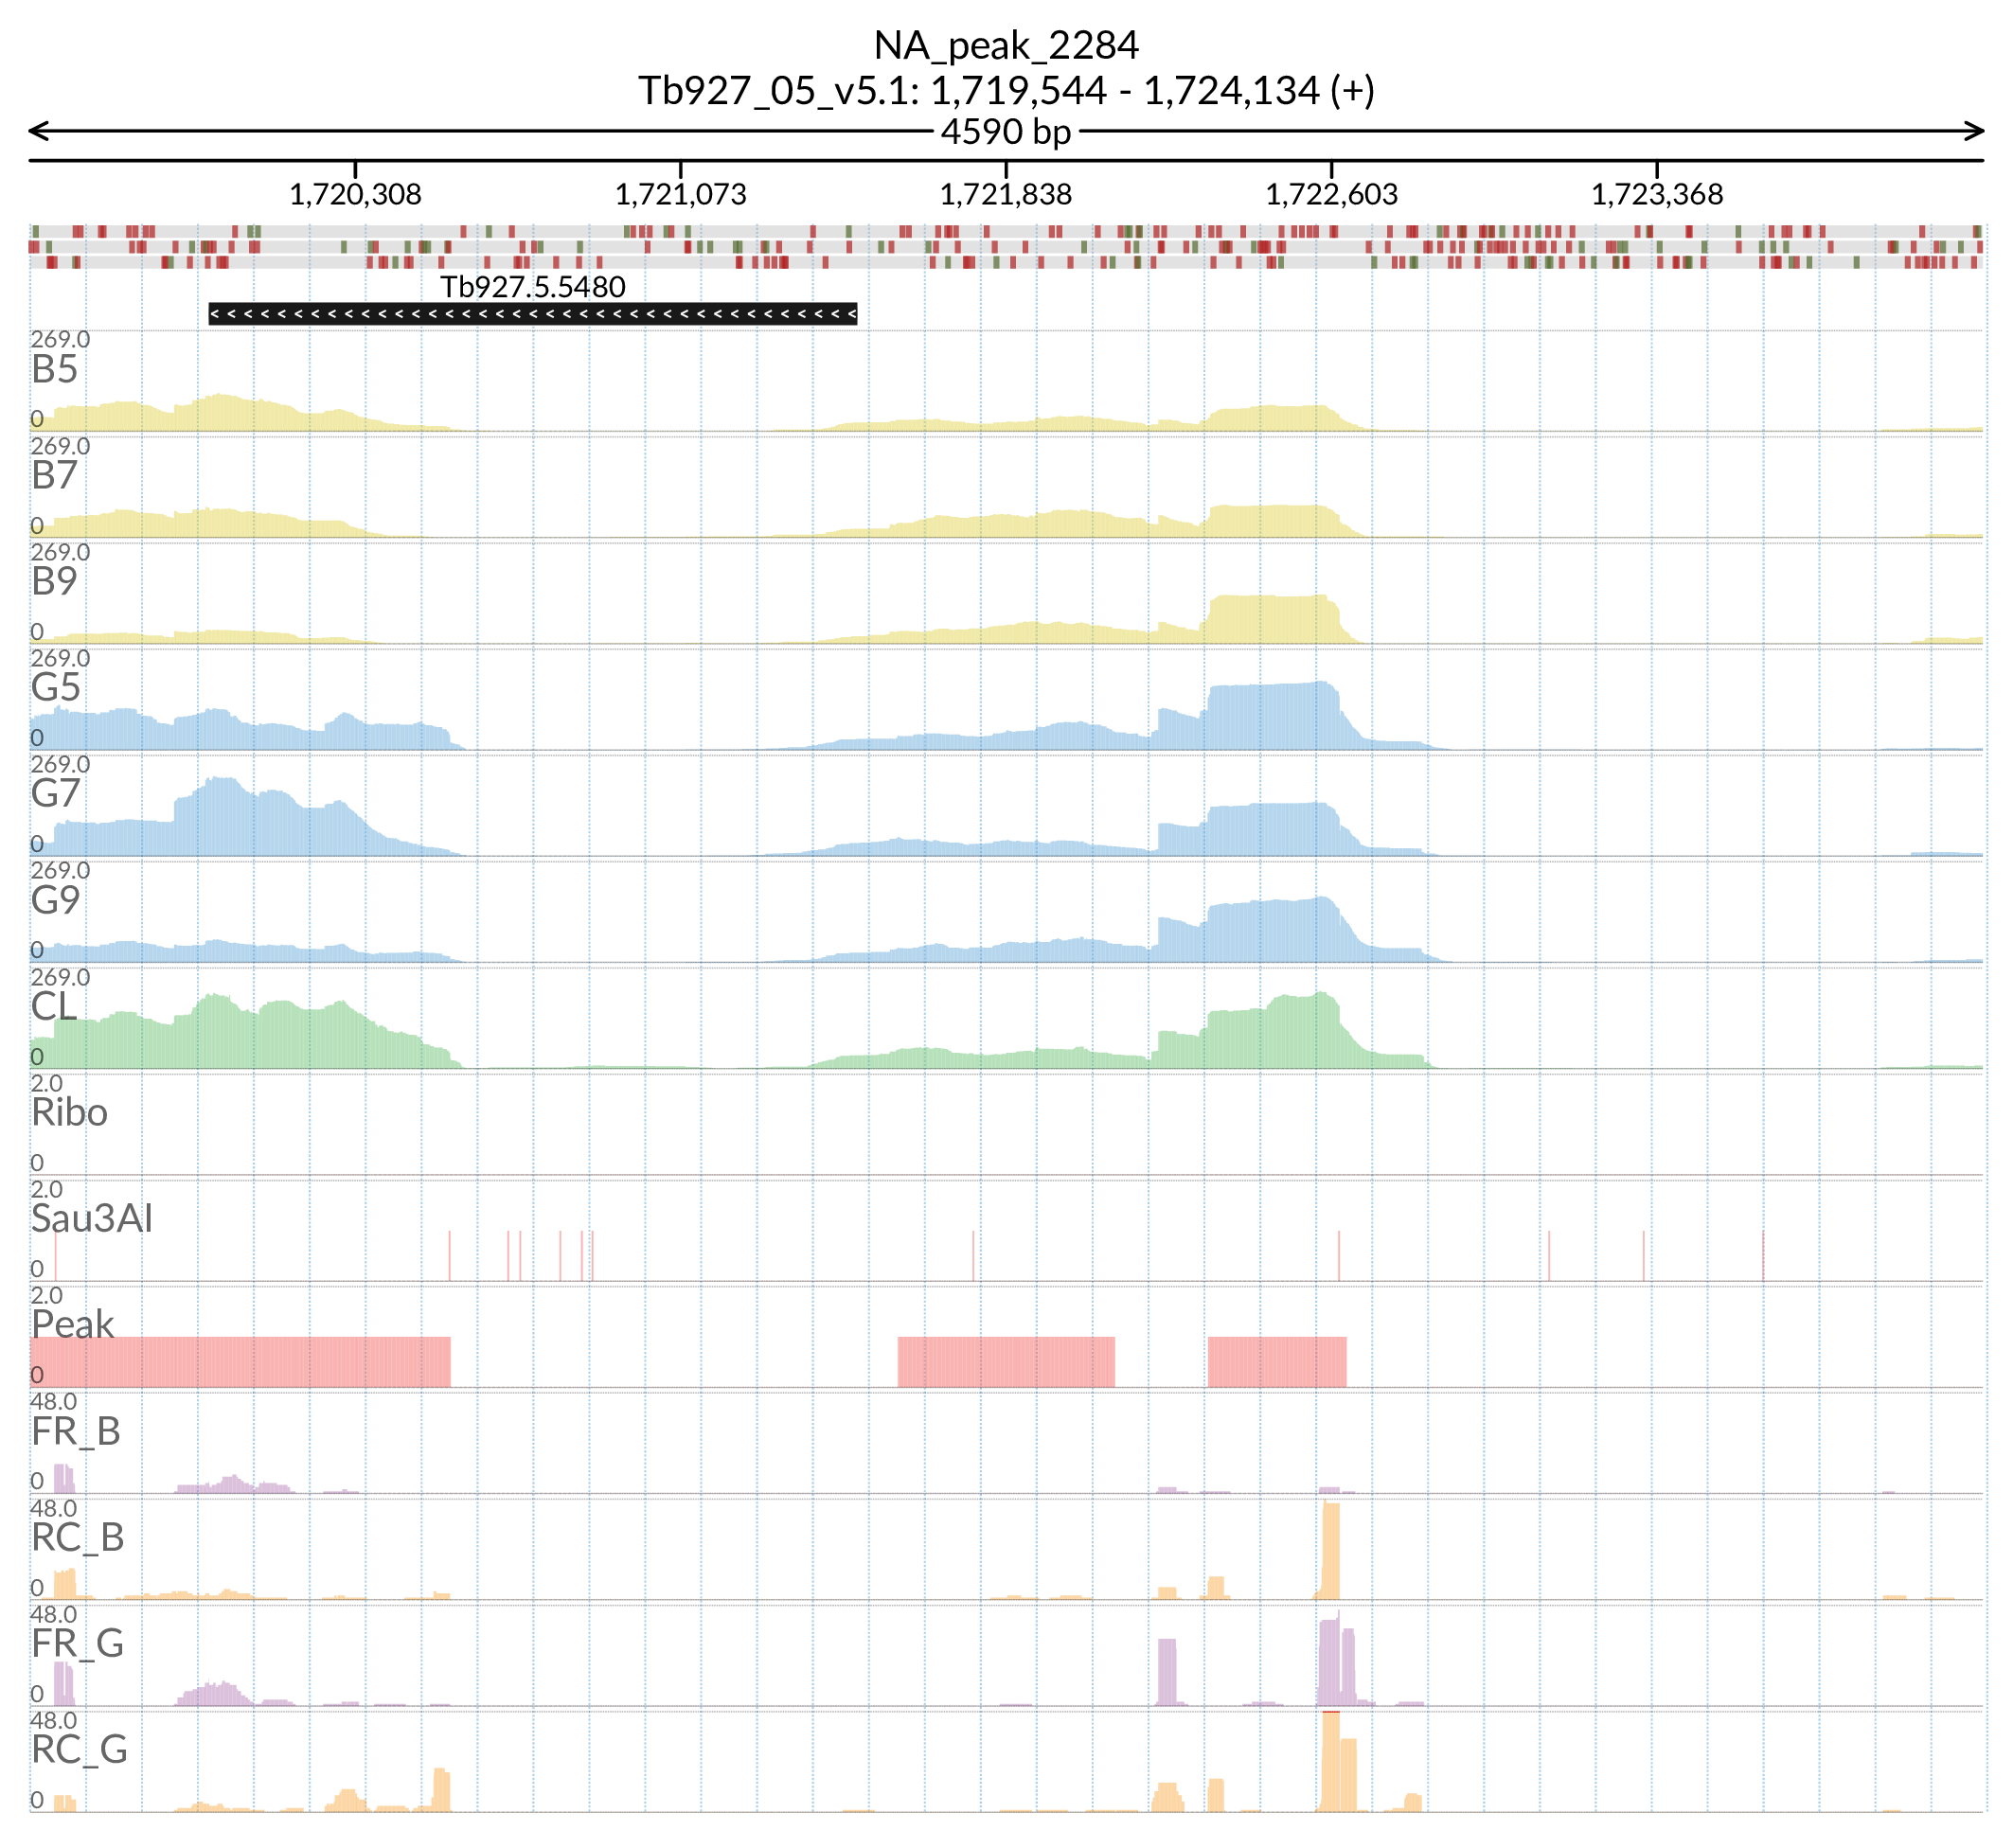 NA_peak_2284
Tb927_05_v5.1: 1,719,544 - 1,724,134 (+)
4590 bp
1,720,308 1,721,073 1,721,838 1,722,603 1,723,368
Tb927.5.5480
269.0
B5
0
269.0
B7
0
269.0
B9
0
269.0
G5
0
269.0
G7
0
269.0
G9
0
269.0
CL
0
2.0
Ribo
0
2.0
Sau3AI
0
2.0
Peak
0
48.0
FR_B
0
48.0
RC_B
0
48.0
FR_G
0
48.0
RC_G
0